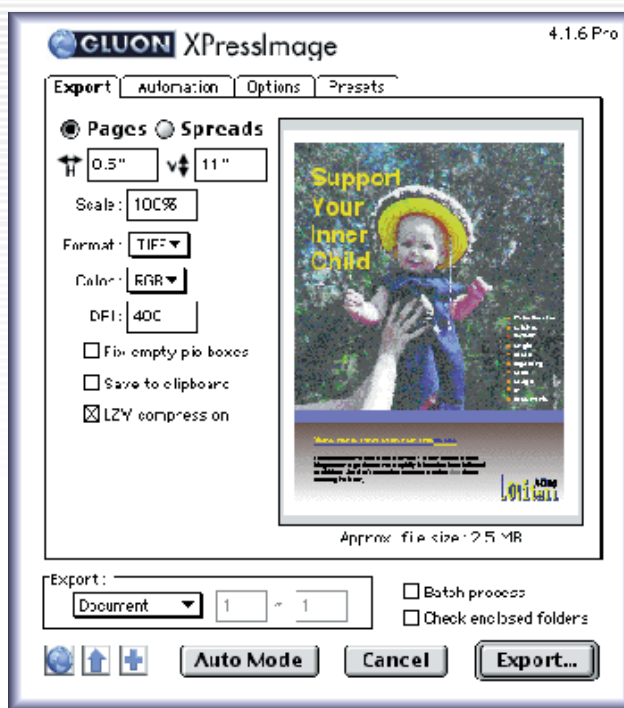 GLUON XPressImage
4.1.6 Pro
Export Automation Options Presets
Pages Spreads
H 0.5" V 11"
Scale: 100%
Format: TIFF
Color: RGB
DPI: 400
Fix empty pic boxes
Save to clipboard
LZW compression
Support
Your
Inner
Child
Approx. file size: 2.5 MB
Export:
Document 1 - 1
Batch process
Check enclosed folders
Auto Mode Cancel Export...